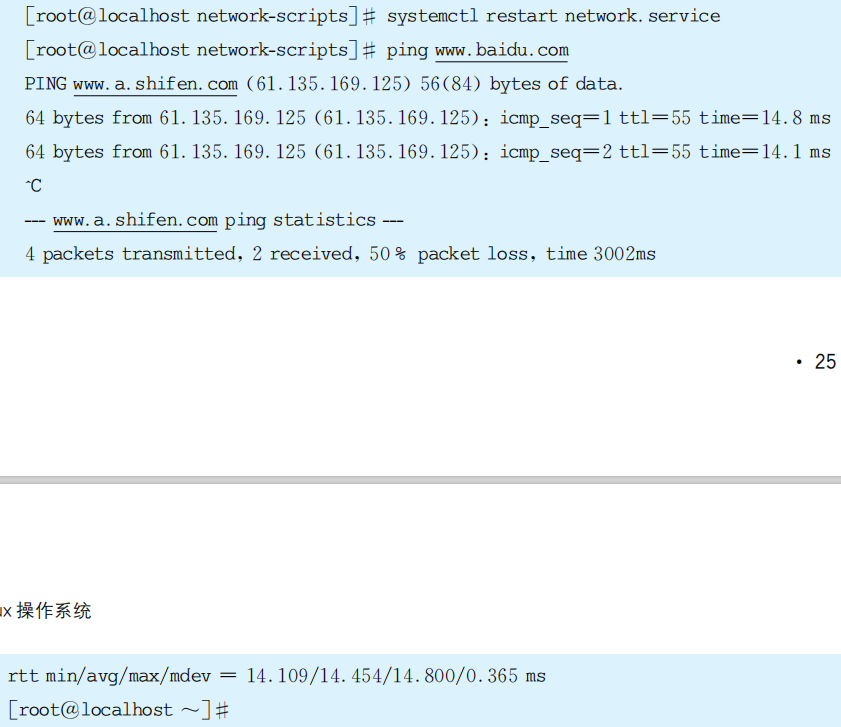 [root@localhost network-scripts]# systemctl restart network.service
[root@localhost network-scripts]# ping www.baidu.com
PING www.a.shifen.com (61.135.169.125) 56(84) bytes of data.
64 bytes from 61.135.169.125 (61.135.169.125): icmp_seq=1 ttl=55 time=14.8 ms
64 bytes from 61.135.169.125 (61.135.169.125): icmp_seq=2 ttl=55 time=14.1 ms
^C
--- www.a.shifen.com ping statistics ---
4 packets transmitted, 2 received, 50% packet loss, time 3002ms
• 25
ux 操作系统
rtt min/avg/max/mdev = 14.109/14.454/14.800/0.365 ms
[root@localhost ~]#